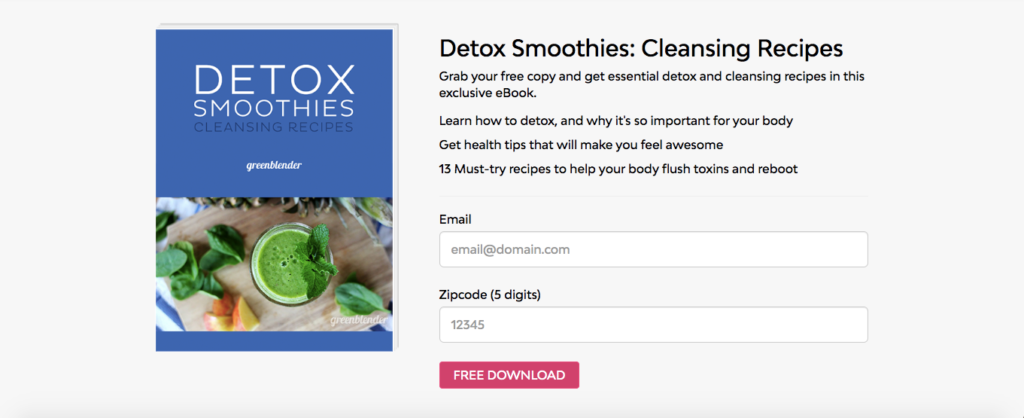 DETOX
SMOOTHIES
CLEANSING RECIPES
greenblender
greenblender
Detox Smoothies: Cleansing Recipes
Grab your free copy and get essential detox and cleansing recipes in this
exclusive eBook.
Learn how to detox, and why it's so important for your body
Get health tips that will make you feel awesome
13 Must-try recipes to help your body flush toxins and reboot
Email
email@domain.com
Zipcode (5 digits)
12345
FREE DOWNLOAD